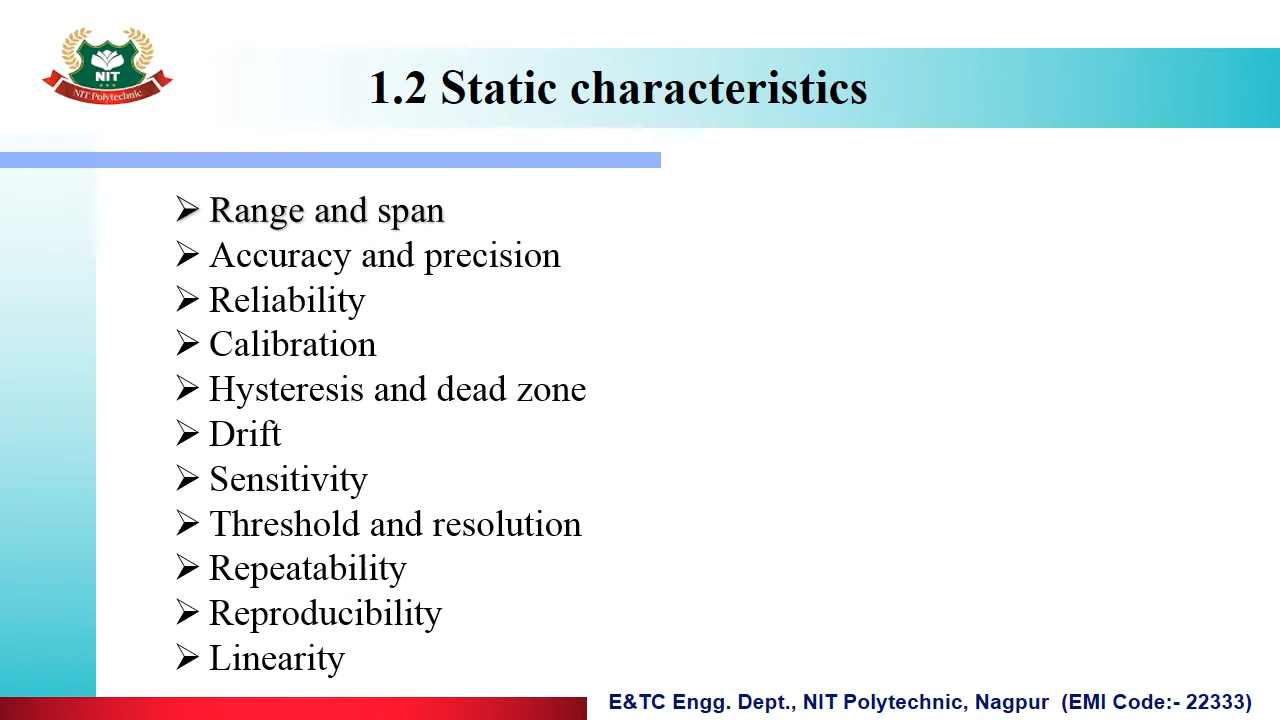 NIT
NIT Polytechnic
1.2 Static characteristics
➢ Range and span
➢ Accuracy and precision
➢ Reliability
➢ Calibration
➢ Hysteresis and dead zone
➢ Drift
➢ Sensitivity
➢ Threshold and resolution
➢ Repeatability
➢ Reproducibility
➢ Linearity
E&TC Engg. Dept., NIT Polytechnic, Nagpur (EMI Code:- 22333)